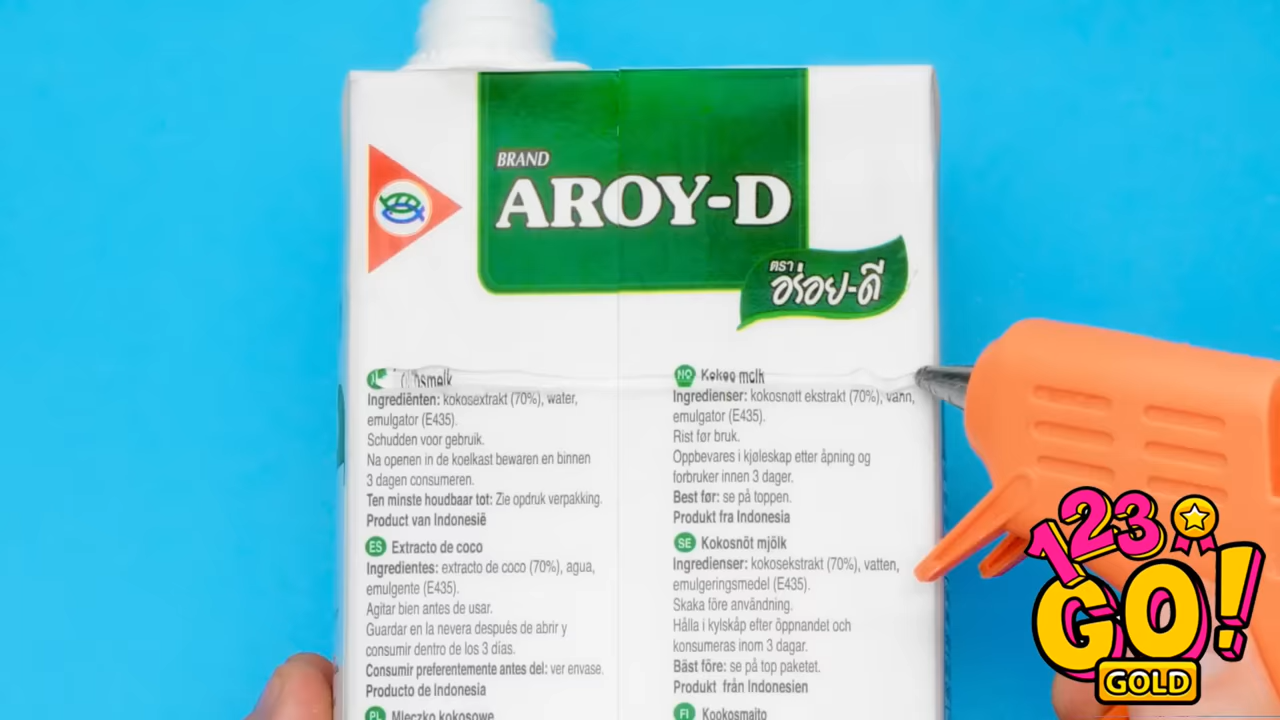 BRAND
AROY-D
ตรา
อร่อย-ดี
Ingrediënten: kokosextrakt (70%), water,
emulgator (E435).
Schudden voor gebruik.
Na openen in de koelkast bewaren en binnen
3 dagen consumeren.
Ten minste houdbaar tot: Zie opdruk verpakking.
Product van Indonesië
ES Extracto de coco
Ingredientes: extracto de coco (70%), agua,
emulgente (E435).
Agitar bien antes de usar.
Guardar en la nevera después de abrir y
consumir dentro de los 3 días.
Consumir preferentemente antes del: ver envase.
Producto de Indonesia
PL Mleczko kokosowe
NO
Ingredienser: kokosnøtt ekstrakt (70%), vann,
emulgator (E435).
Rist før bruk.
Oppbevares i kjøleskap etter åpning og
forbruker innen 3 dager.
Best før: se på toppen.
Produkt fra Indonesia
SE Kokosnöt mjölk
Ingredienser: kokosekstrakt (70%), vatten,
emulgeringsmedel (E435).
Skaka före användning.
Hålla i kylskåp efter öppnandet och
konsumeras inom 3 dagar.
Bäst före: se på top paketet.
Produkt från Indonesien
FI Kookosmaito
123
GO!
GOLD